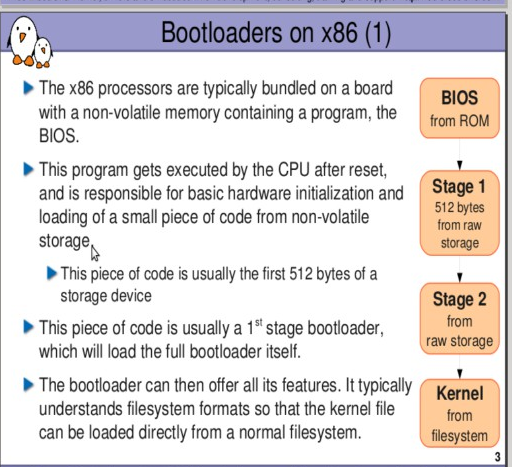 Bootloaders on x86 (1)
The x86 processors are typically bundled on a board
with a non-volatile memory containing a program, the
BIOS.
This program gets executed by the CPU after reset,
and is responsible for basic hardware initialization and
loading of a small piece of code from non-volatile
storage.
This piece of code is usually the first 512 bytes of a
storage device
This piece of code is usually a 1st stage bootloader,
which will load the full bootloader itself.
The bootloader can then offer all its features. It typically
understands filesystem formats so that the kernel file
can be loaded directly from a normal filesystem.
BIOS
from ROM
Stage 1
512 bytes
from raw
storage
Stage 2
from
raw storage
Kernel
from
filesystem
3